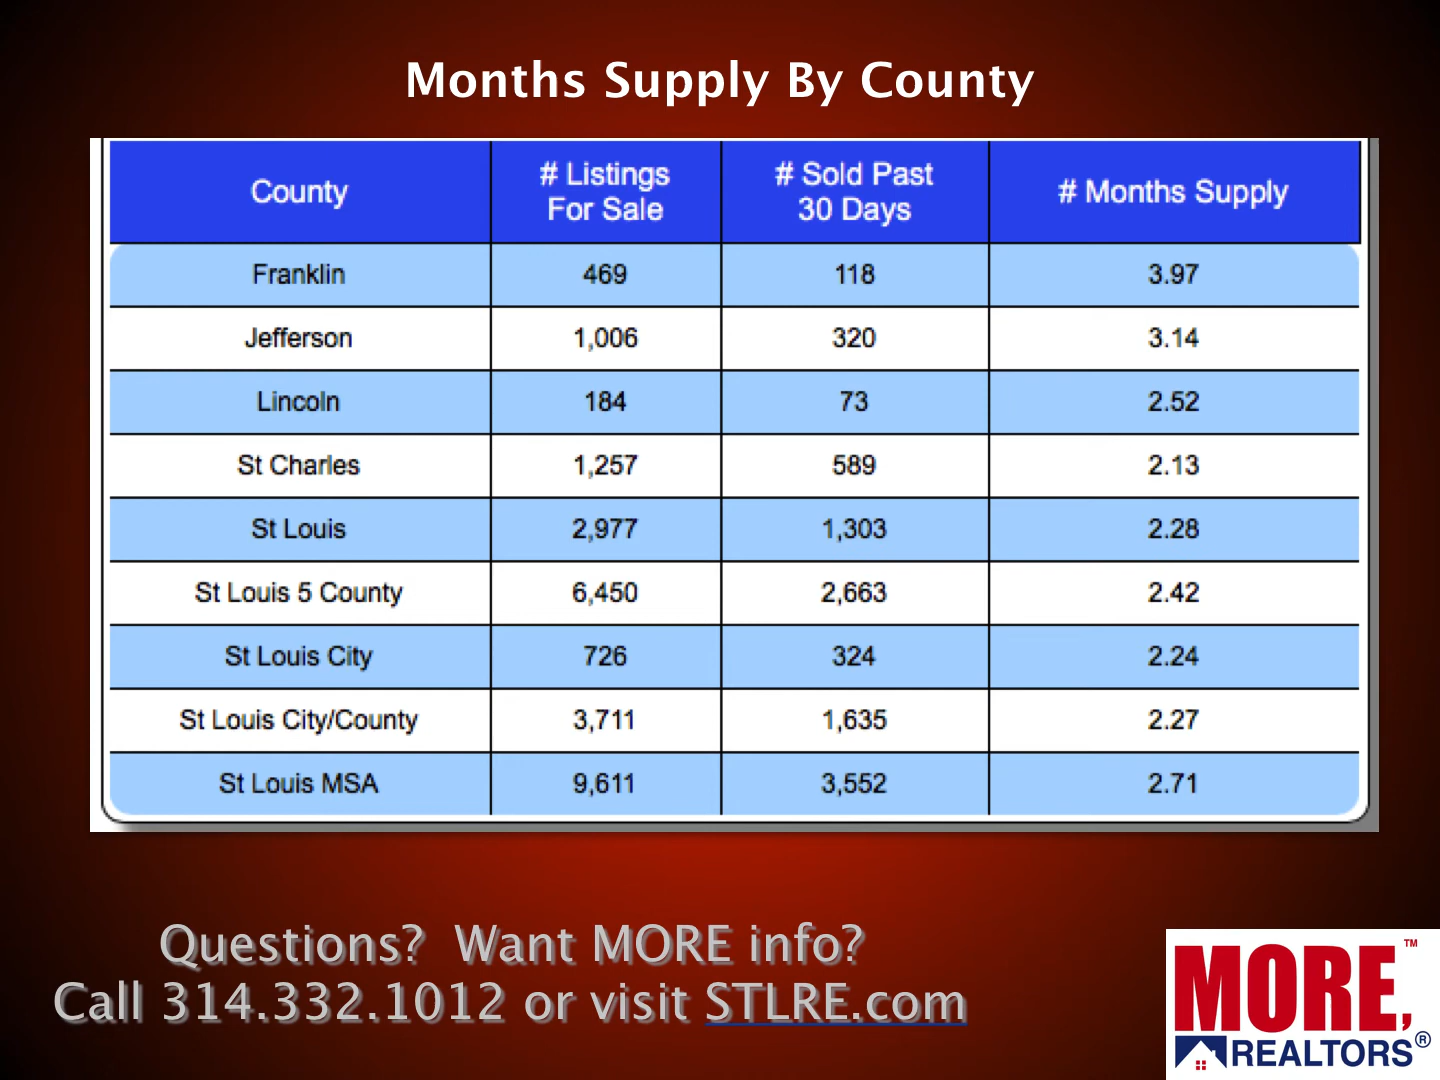 Months Supply By County
County # Listings For Sale # Sold Past 30 Days # Months Supply
Franklin 469 118 3.97
Jefferson 1,006 320 3.14
Lincoln 184 73 2.52
St Charles 1,257 589 2.13
St Louis 2,977 1,303 2.28
St Louis 5 County 6,450 2,663 2.42
St Louis City 726 324 2.24
St Louis City/County 3,711 1,635 2.27
St Louis MSA 9,611 3,552 2.71
Questions? Want MORE info?
Call 314.332.1012 or visit STLRE.com
MORE,™
REALTORS®